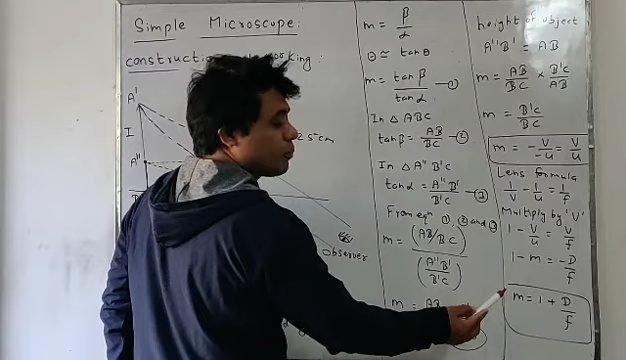 Simple Microscope:
construction
king:
A'
I
25cm
A"
observer
m = β/α
θ ≃ tan θ
m = tan β / tan α —①
In △ ABC
tan β = AB/BC —②
In △ A"B'C
tan α = A"B'/B'C —③
From eqn ①, ② and ③
m = (AB/BC) / (A"B'/B'C)
m = AB
height of object
A"B' = AB
m = AB/BC × B'C/AB
m = B'C/BC
m = -V/-u = V/u
Lens formula
1/V - 1/u = 1/f
Multiply by 'V'
1 - V/u = V/f
1 - m = -D/f
m = 1 + D/f